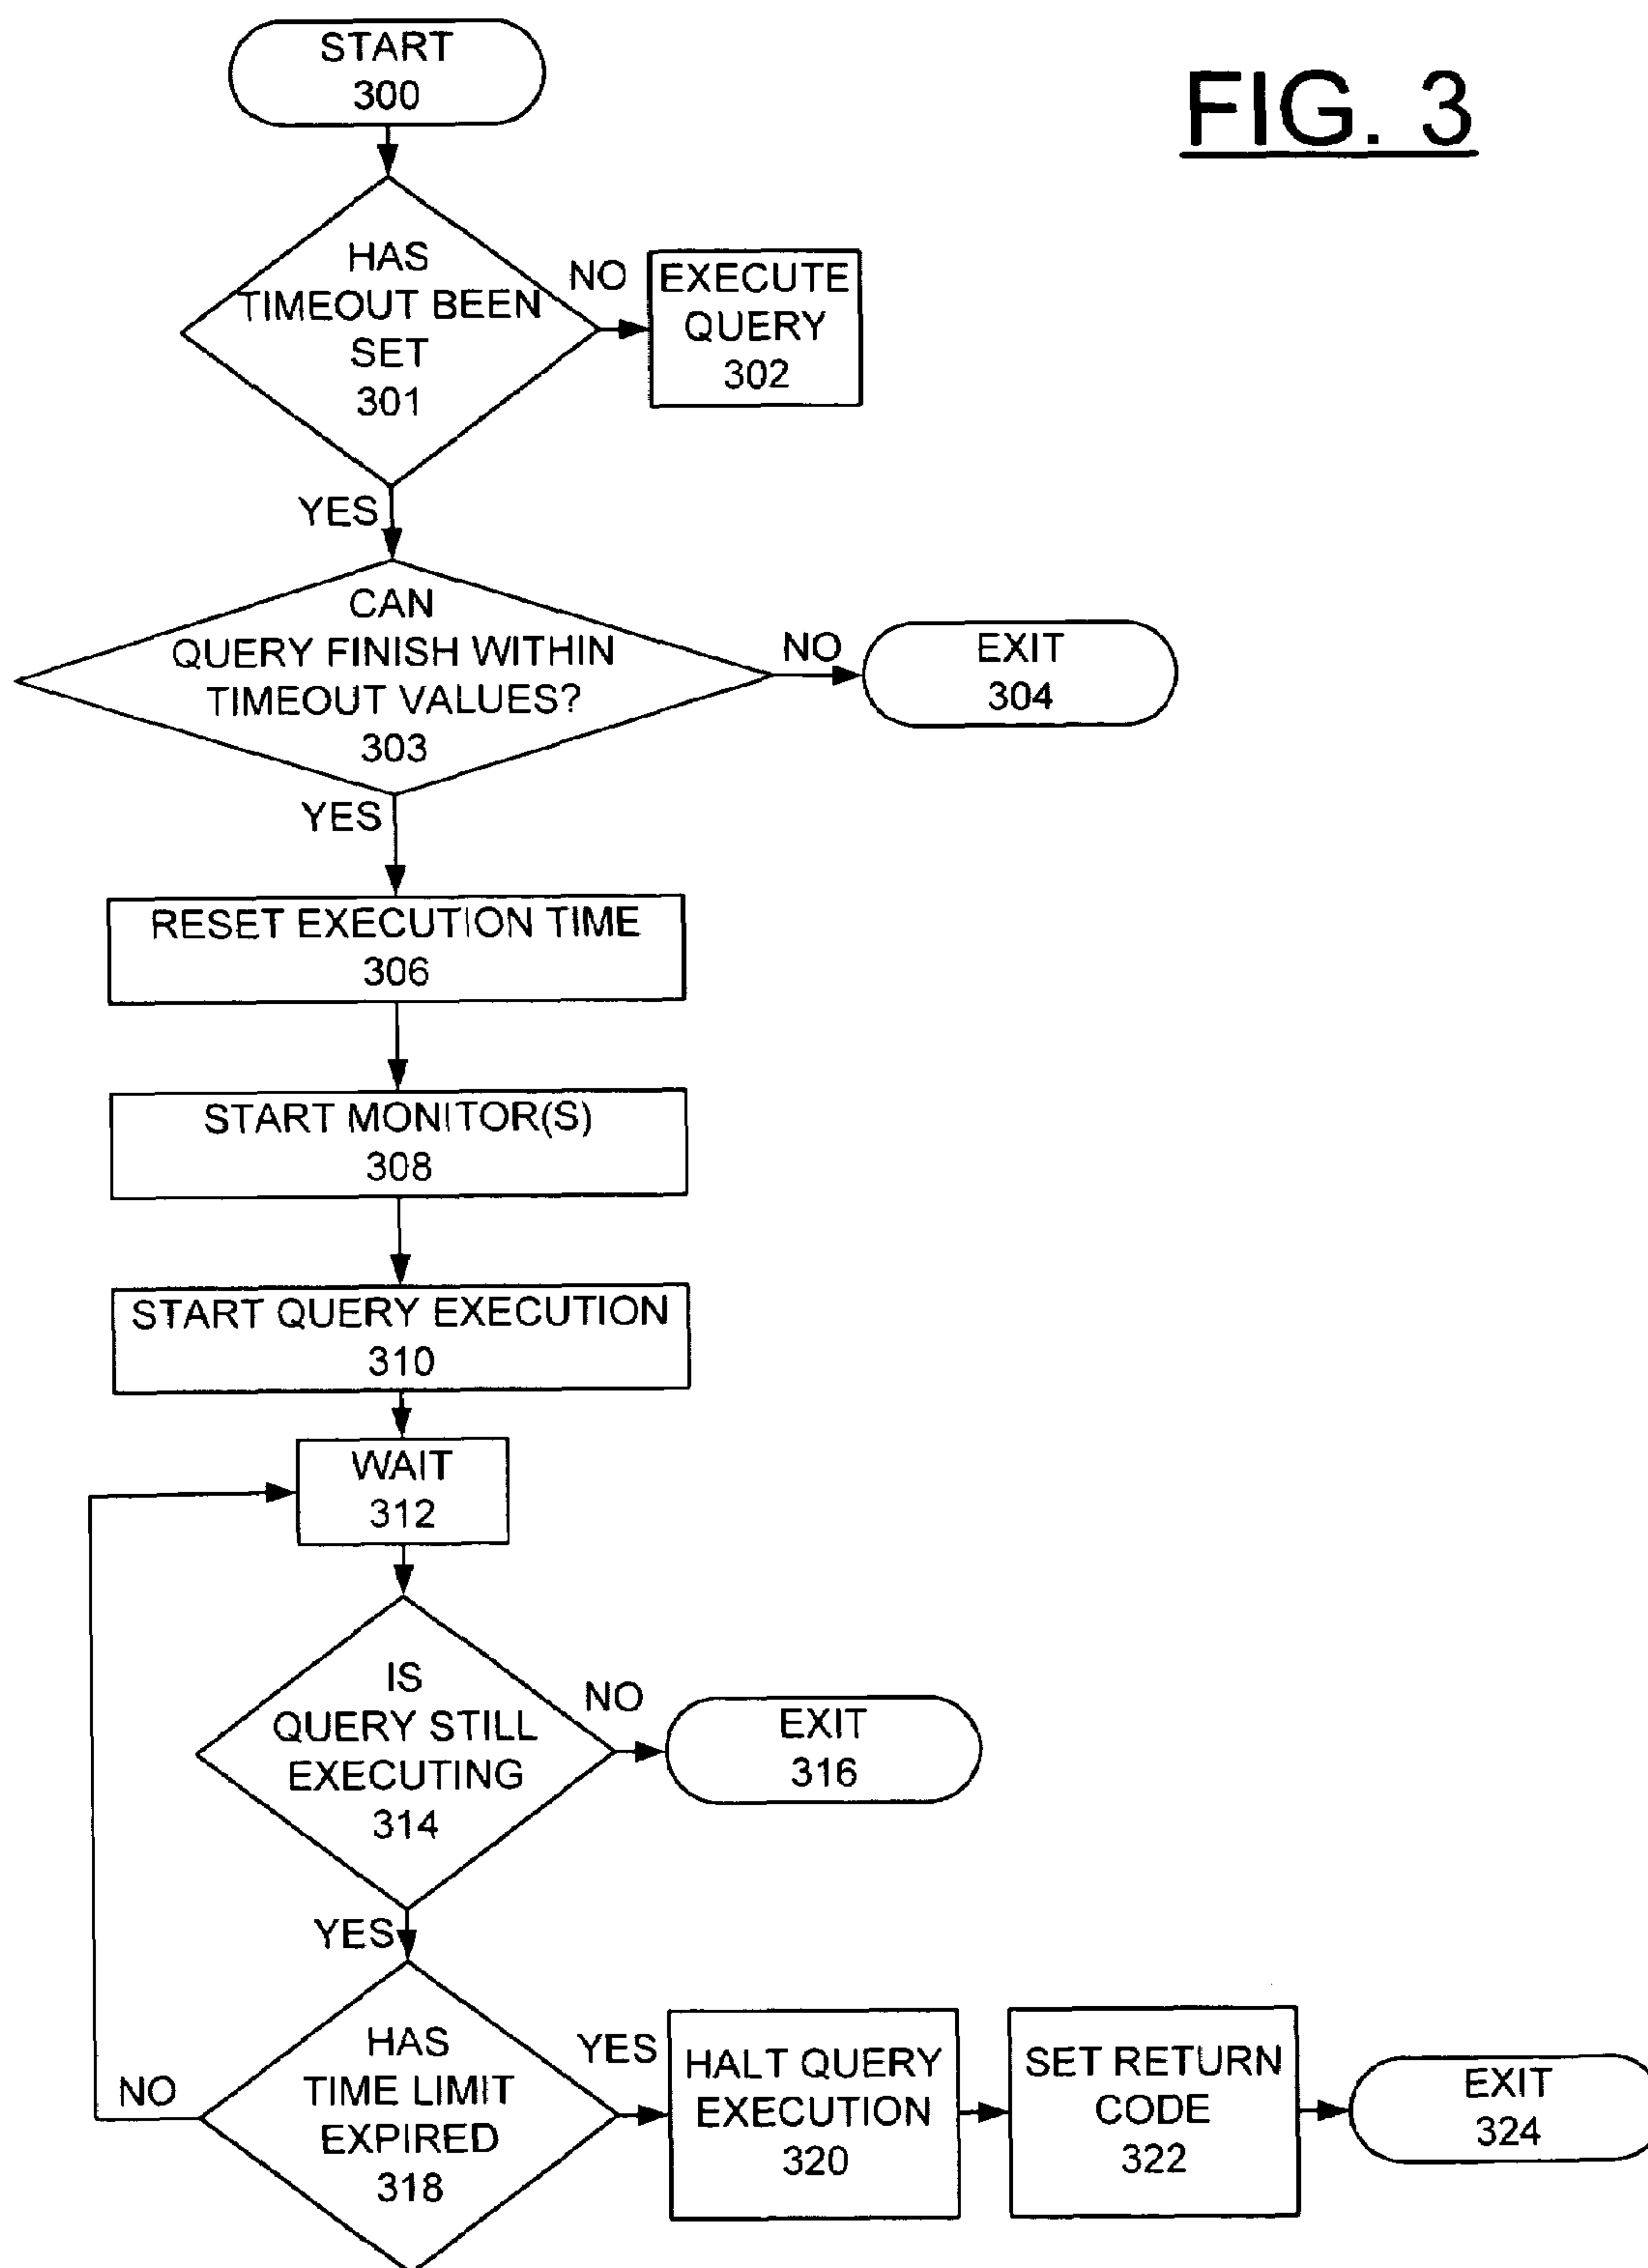 FIG. 3
START
300
HAS
TIMEOUT BEEN
SET
301
NO
EXECUTE
QUERY
302
YES
CAN
QUERY FINISH WITHIN
TIMEOUT VALUES?
303
NO
EXIT
304
YES
RESET EXECUTION TIME
306
START MONITOR(S)
308
START QUERY EXECUTION
310
WAIT
312
IS
QUERY STILL
EXECUTING
314
NO
EXIT
316
YES
HAS
TIME LIMIT
EXPIRED
318
NO
YES
HALT QUERY
EXECUTION
320
SET RETURN
CODE
322
EXIT
324